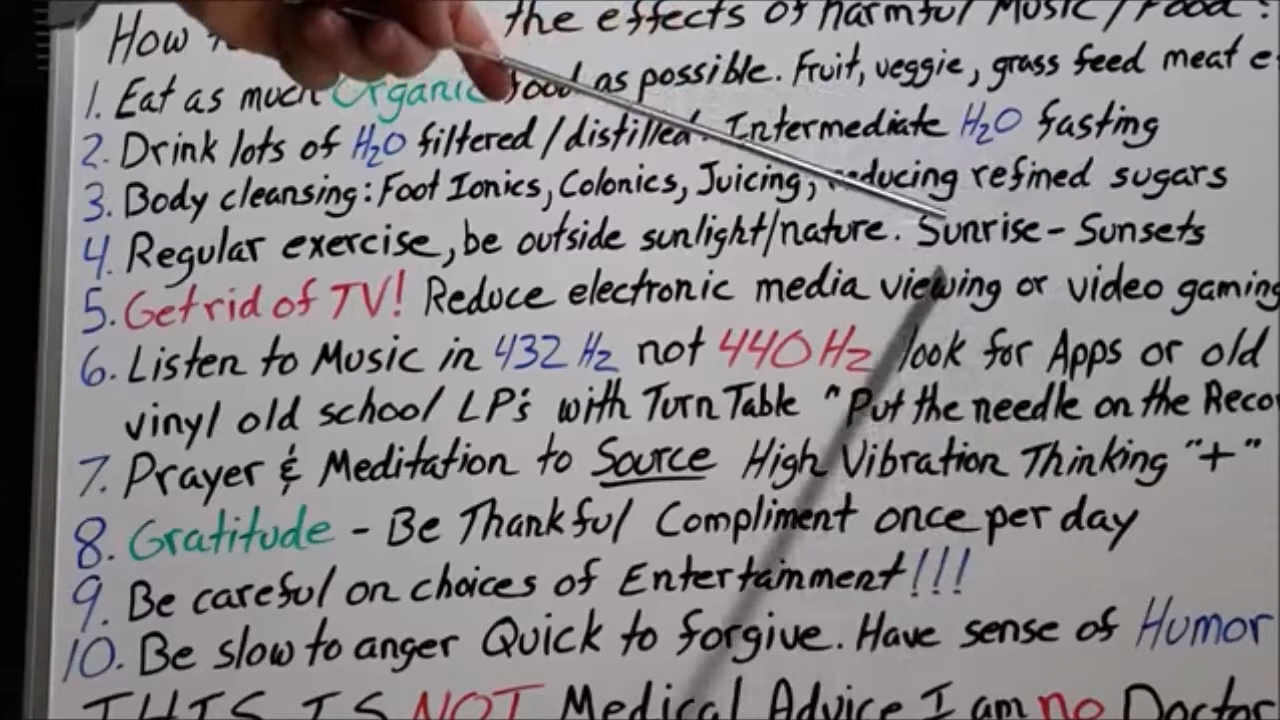 How the effects of harmful Music/Food?
1. Eat as much Organic food as possible. Fruit, veggie, grass feed meat e
2. Drink lots of H2O filtered/distilled. Intermediate H2O fasting
3. Body cleansing: Foot Ionics, Colonics, Juicing, reducing refined sugars
4. Regular exercise, be outside sunlight/nature. Sunrise - Sunsets
5. Get rid of TV! Reduce electronic media viewing or video gaming
6. Listen to Music in 432 Hz not 440 Hz look for Apps or old
vinyl old school LP's with Turn Table "Put the needle on the Reco
7. Prayer & Meditation to Source High Vibration Thinking "+"
8. Gratitude - Be Thankful Compliment once per day
9. Be careful on choices of Entertainment!!!
10. Be slow to anger Quick to forgive. Have sense of Humor
THIS IS NOT Medical Advice I am no Doctor